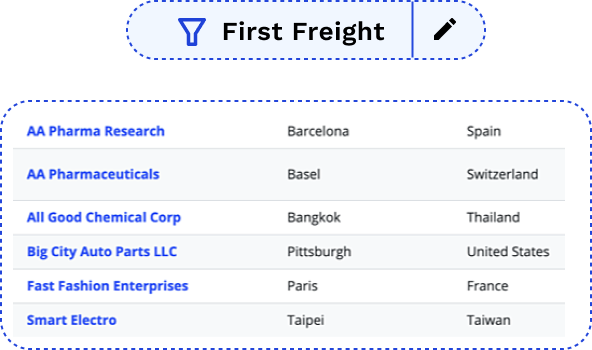 First Freight
AA Pharma Research Barcelona Spain
AA Pharmaceuticals Basel Switzerland
All Good Chemical Corp Bangkok Thailand
Big City Auto Parts LLC Pittsburgh United States
Fast Fashion Enterprises Paris France
Smart Electro Taipei Taiwan